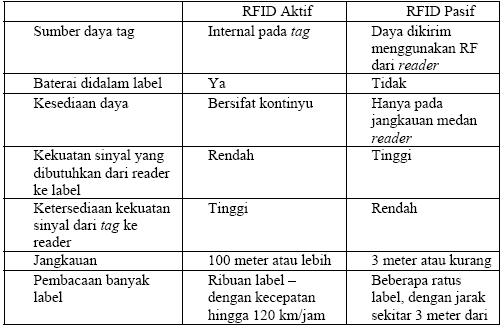 RFID Aktif RFID Pasif
Sumber daya tag Internal pada tag Daya dikirim
menggunakan RF
dari reader
Baterai didalam label Ya Tidak
Kesediaan daya Bersifat kontinyu Hanya pada
jangkauan medan
reader
Kekuatan sinyal yang Rendah Tinggi
dibutuhkan dari reader
ke label
Ketersediaan kekuatan Tinggi Rendah
sinyal dari tag ke
reader
Jangkauan 100 meter atau lebih 3 meter atau kurang
Pembacaan banyak Ribuan label – Beberapa ratus
label dengan kecepatan label, dengan jarak
hingga 120 km/jam sekitar 3 meter dari